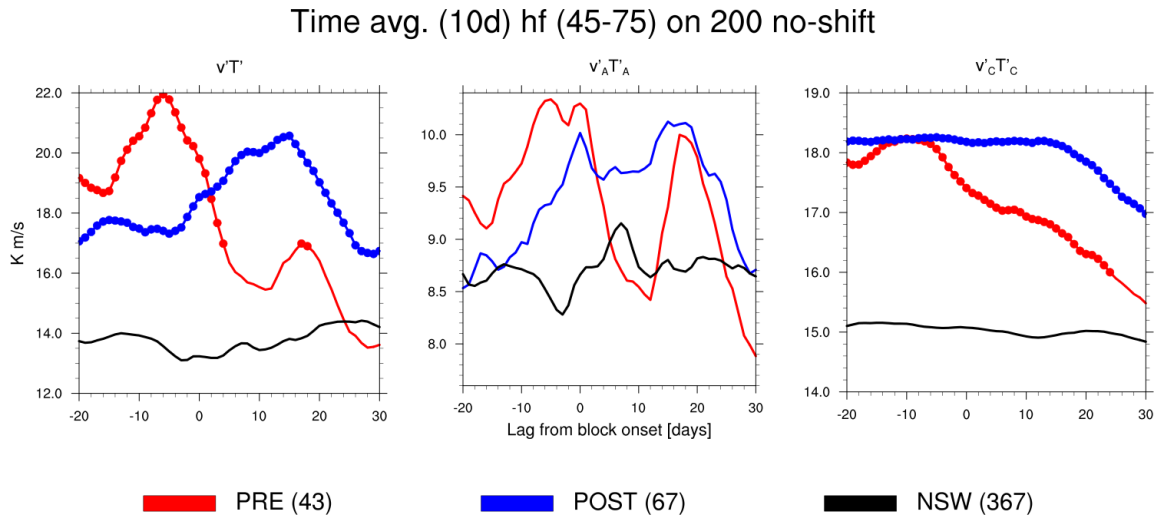 Time avg. (10d) hf (45-75) on 200 no-shift
v'T'
v'AT'A
v'CT'C
K m/s
22.0
20.0
18.0
16.0
14.0
12.0
-20 -10 0 10 20 30
10.0
9.5
9.0
8.5
8.0
-20 -10 0 10 20 30
19.0
18.0
17.0
16.0
15.0
14.0
-20 -10 0 10 20 30
Lag from block onset [days]
PRE (43)
POST (67)
NSW (367)